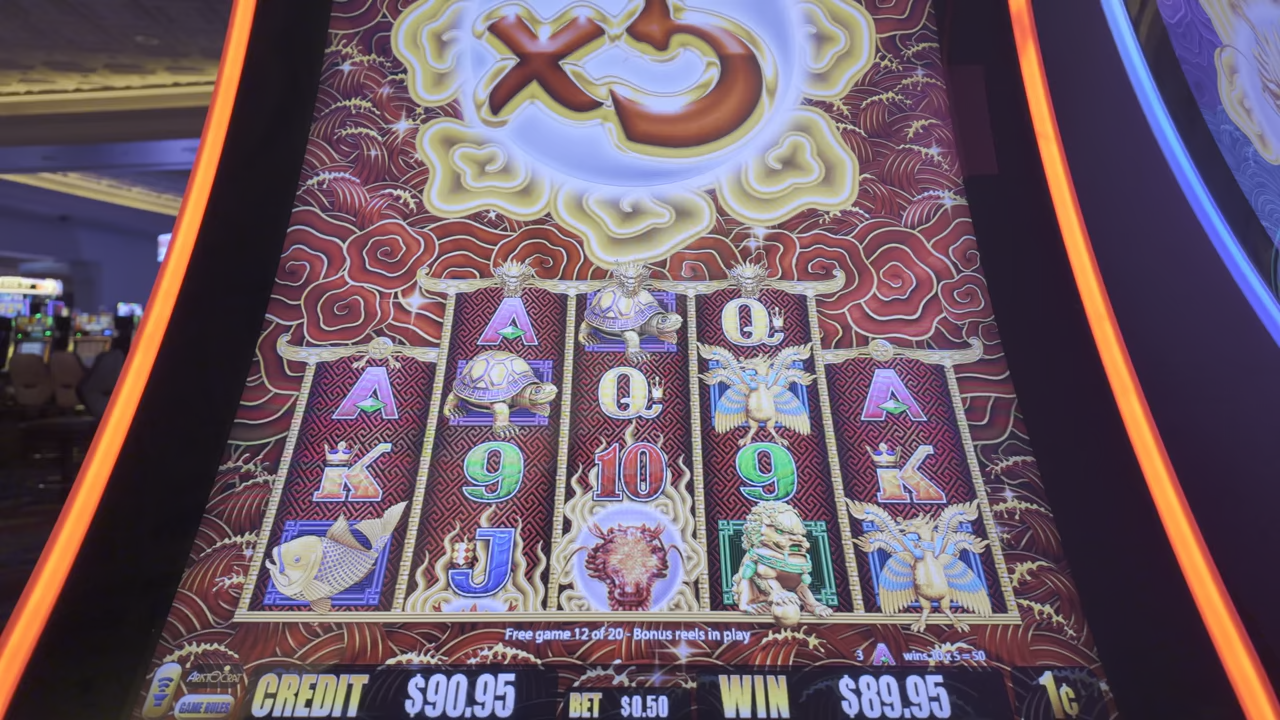 x5
A Q
A Q A
K 9 10 9 K
J
Free game 12 of 20 - Bonus reels in play
3 A wins 10 x 5 = 50
ARISTOCRAT
GAME RULES
CREDIT $90.95 BET $0.50 WIN $89.95 1¢